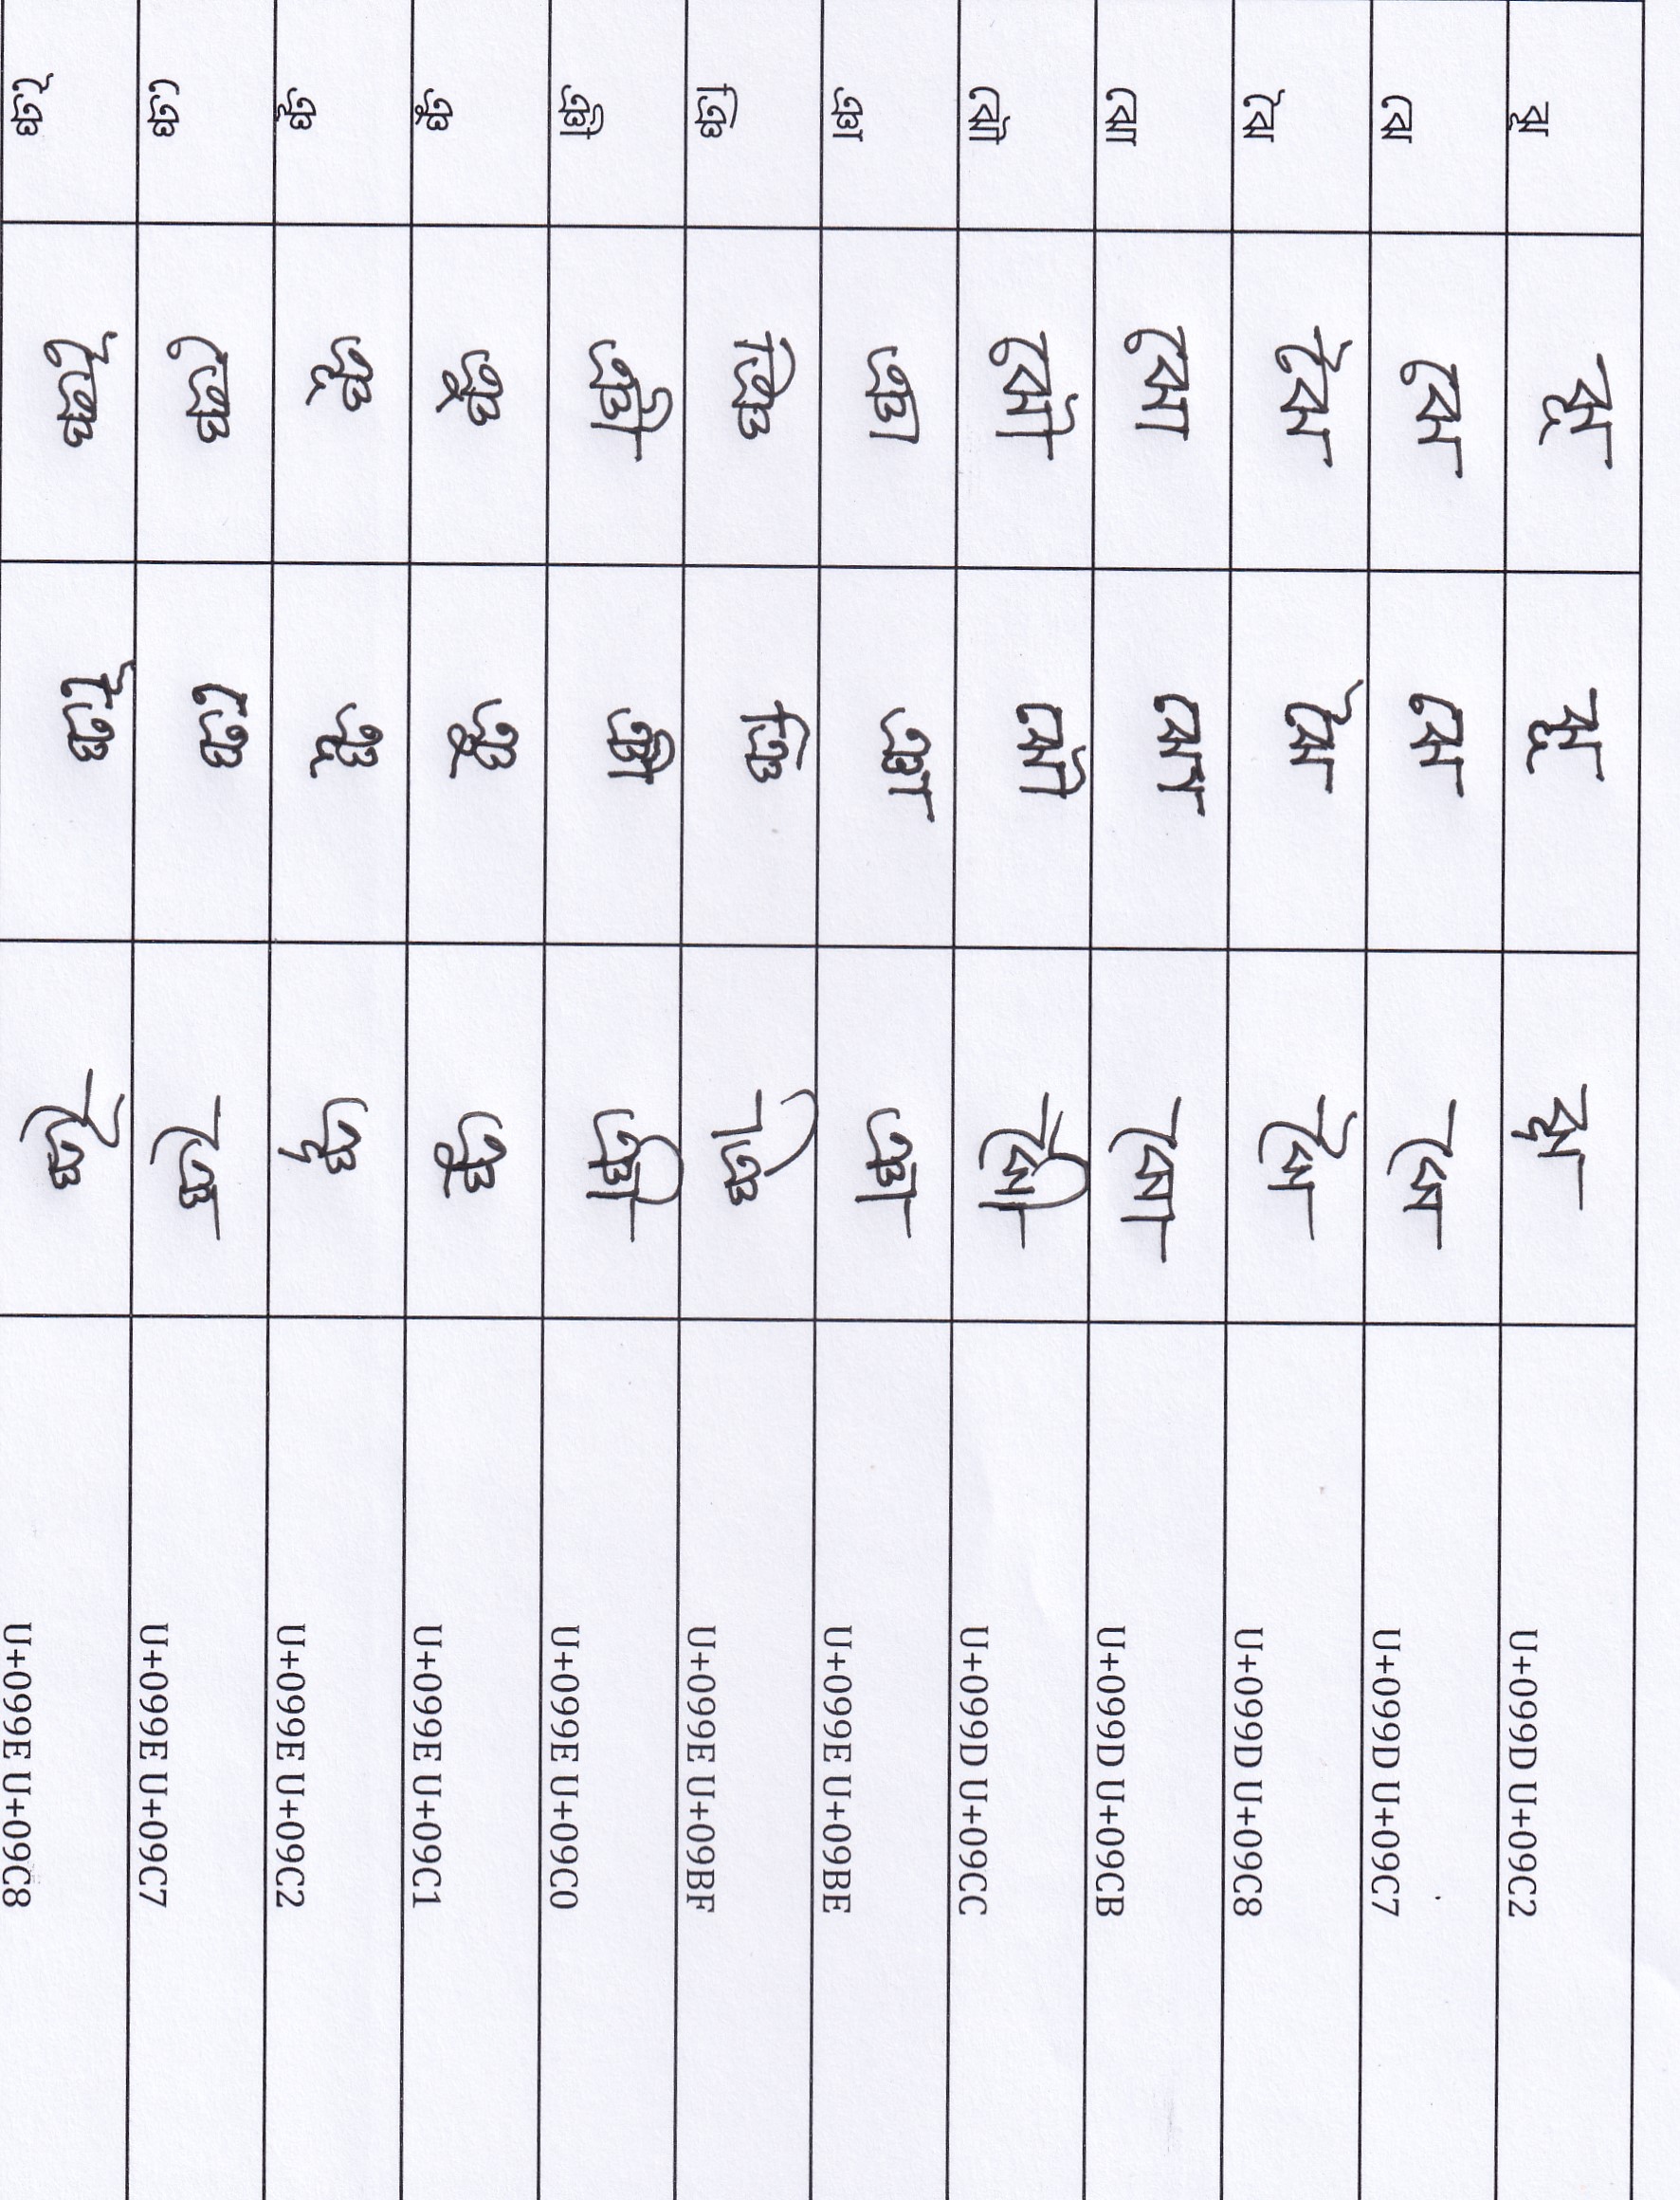 ঝূ ঝূ ঝূ ঝূ U+099D U+09C2
ঝে ঝে ঝে ঝে U+099D U+09C7
ঝৈ ঝৈ ঝৈ ঝৈ U+099D U+09C8
ঝো ঝো ঝো ঝো U+099D U+09CB
ঝৌ ঝৌ ঝৌ ঝৌ U+099D U+09CC
ঞা ঞা ঞা ঞা U+099E U+09BE
ঞি ঞি ঞি ঞি U+099E U+09BF
ঞী ঞী ঞী ঞী U+099E U+09C0
ঞু ঞু ঞু ঞু U+099E U+09C1
ঞূ ঞূ ঞূ ঞূ U+099E U+09C2
ঞে ঞে ঞে ঞে U+099E U+09C7
ঞৈ ঞৈ ঞৈ ঞৈ U+099E U+09C8